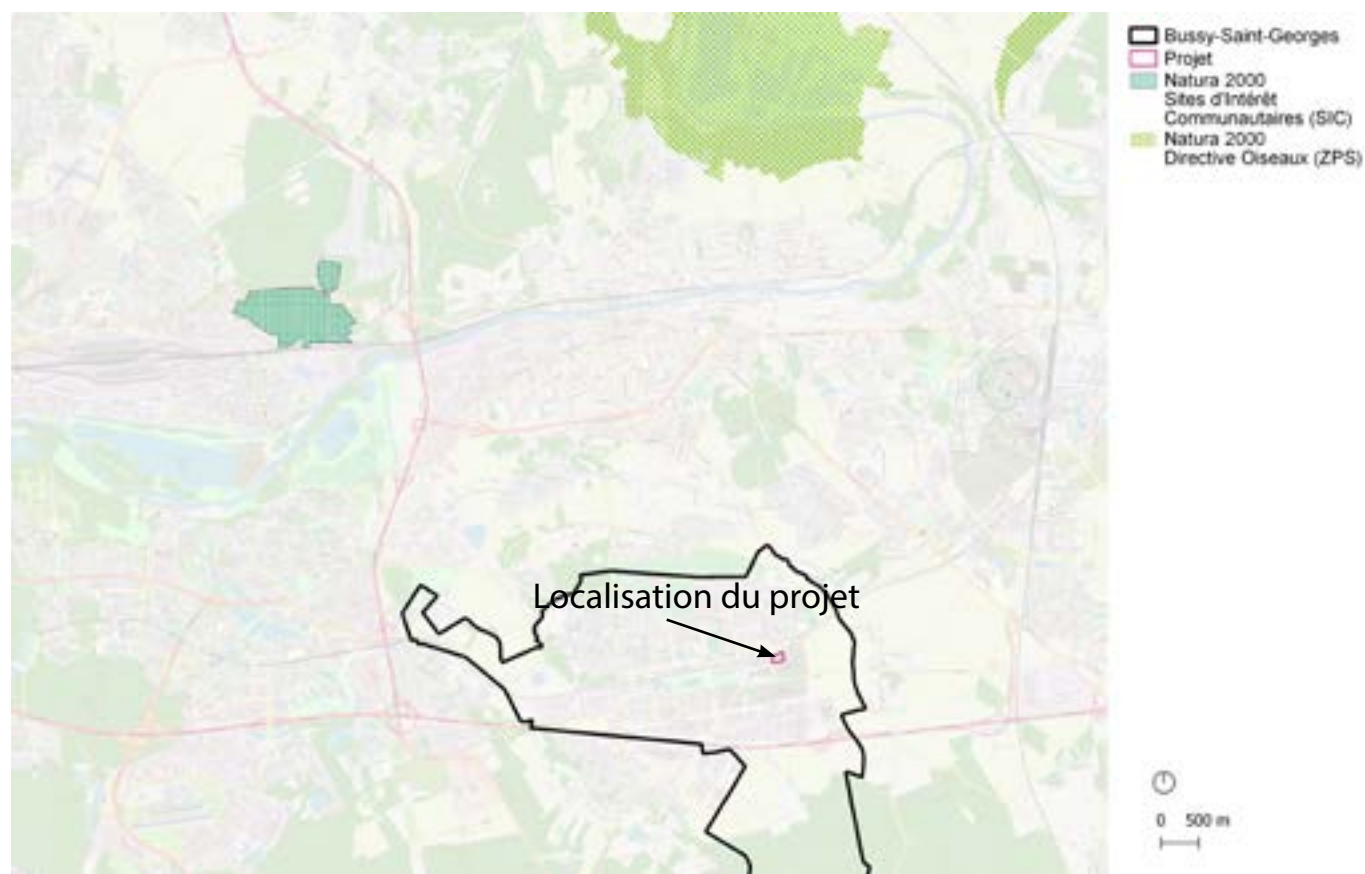 Bussy-Saint-Georges
Projet
Natura 2000
Sites d'Intérêt
Communautaires (SIC)
Natura 2000
Directive Oiseaux (ZPS)
Localisation du projet
0 500 m